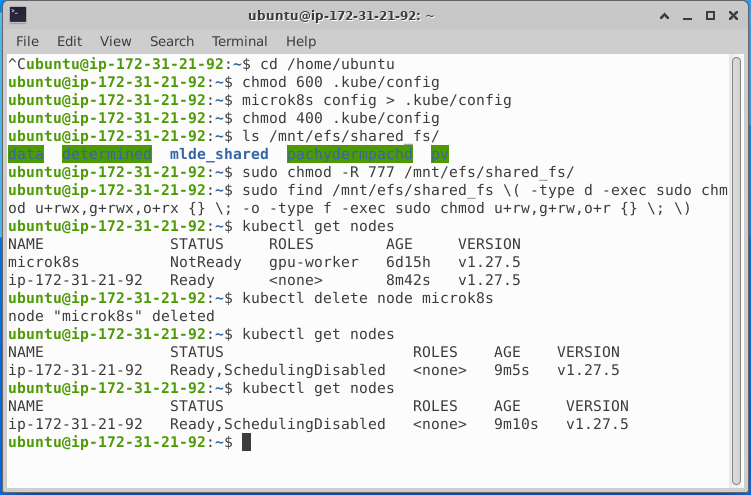 ubuntu@ip-172-31-21-92: ~
File Edit View Search Terminal Help
^Cubuntu@ip-172-31-21-92:~$ cd /home/ubuntu
ubuntu@ip-172-31-21-92:~$ chmod 600 .kube/config
ubuntu@ip-172-31-21-92:~$ microk8s config > .kube/config
ubuntu@ip-172-31-21-92:~$ chmod 400 .kube/config
ubuntu@ip-172-31-21-92:~$ ls /mnt/efs/shared_fs/
data determined mlde_shared pachydermpachd pv
ubuntu@ip-172-31-21-92:~$ sudo chmod -R 777 /mnt/efs/shared_fs/
ubuntu@ip-172-31-21-92:~$ sudo find /mnt/efs/shared_fs \( -type d -exec sudo chm
od u+rwx,g+rwx,o+rx {} \; -o -type f -exec sudo chmod u+rw,g+rw,o+r {} \; \)
ubuntu@ip-172-31-21-92:~$ kubectl get nodes
NAME STATUS ROLES AGE VERSION
microk8s NotReady gpu-worker 6d15h v1.27.5
ip-172-31-21-92 Ready <none> 8m42s v1.27.5
ubuntu@ip-172-31-21-92:~$ kubectl delete node microk8s
node "microk8s" deleted
ubuntu@ip-172-31-21-92:~$ kubectl get nodes
NAME STATUS ROLES AGE VERSION
ip-172-31-21-92 Ready,SchedulingDisabled <none> 9m5s v1.27.5
ubuntu@ip-172-31-21-92:~$ kubectl get nodes
NAME STATUS ROLES AGE VERSION
ip-172-31-21-92 Ready,SchedulingDisabled <none> 9m10s v1.27.5
ubuntu@ip-172-31-21-92:~$